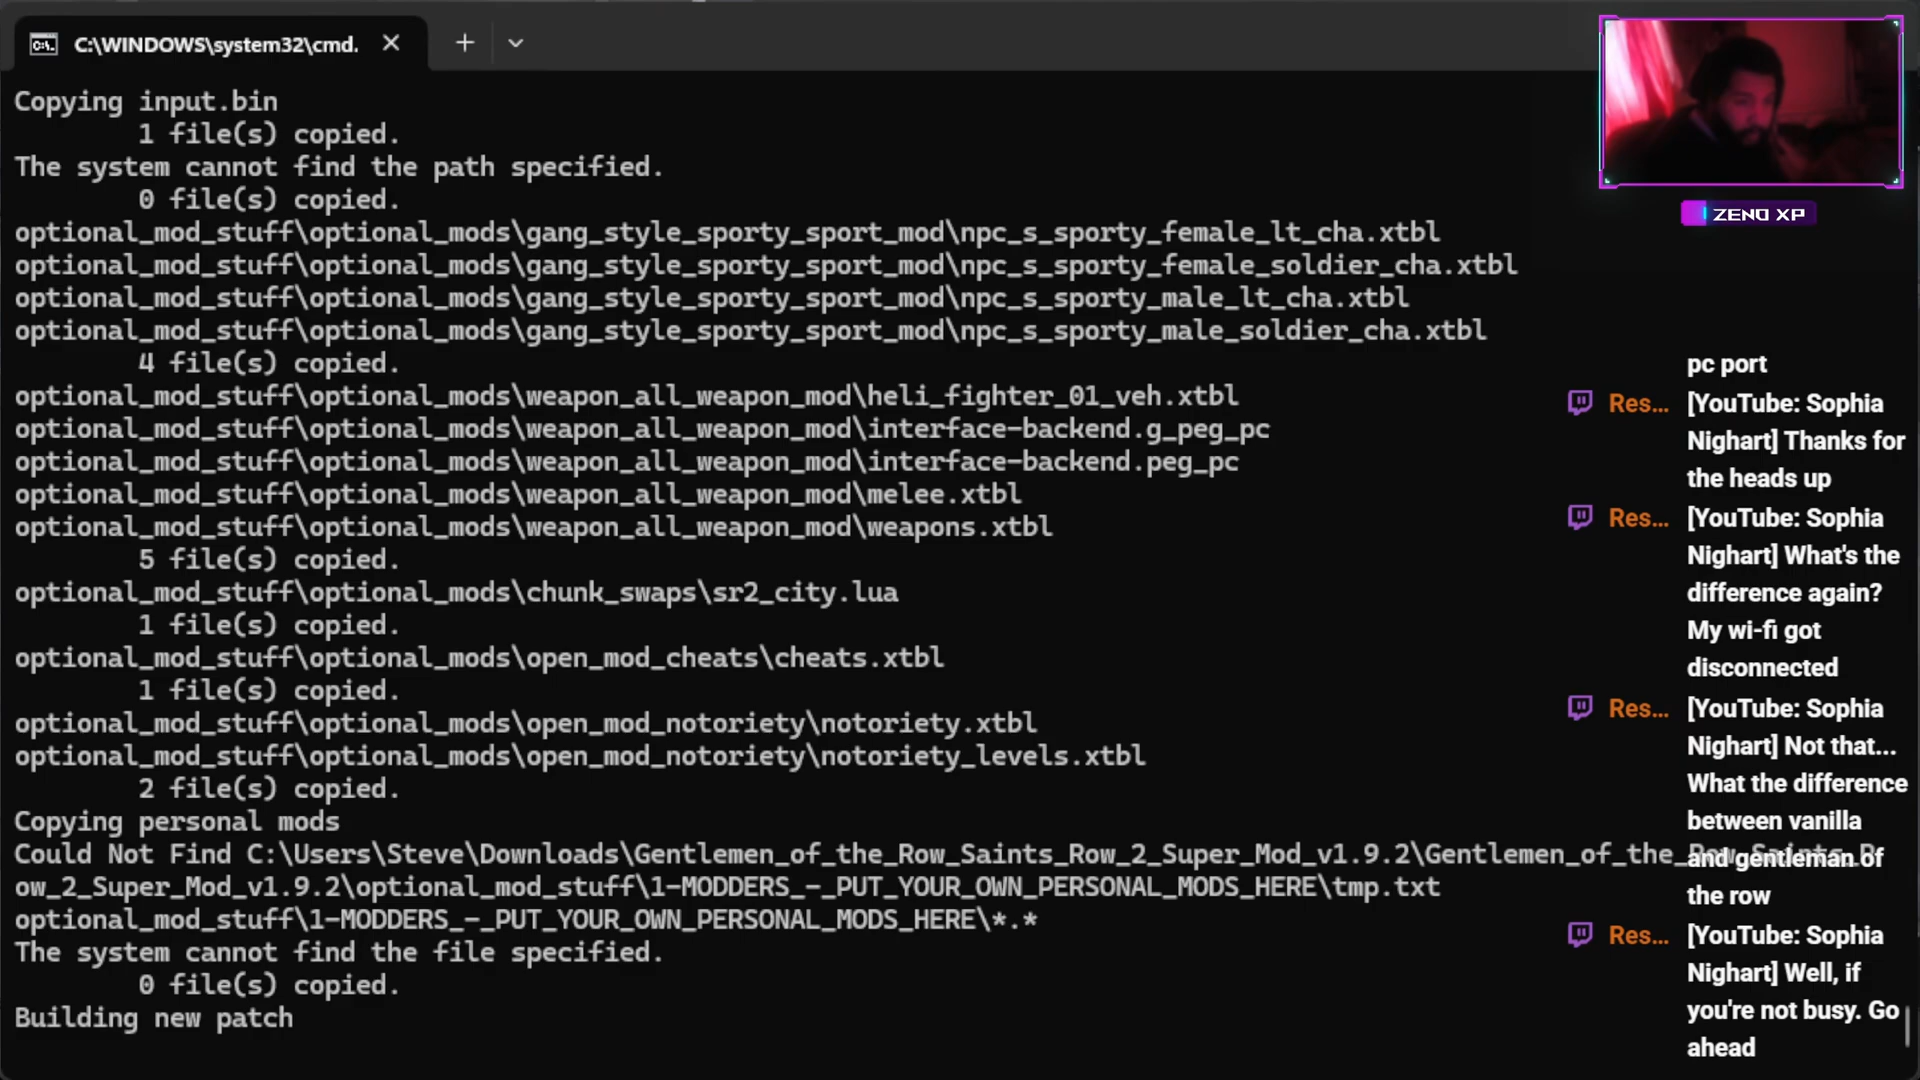 C:\WINDOWS\system32\cmd.
Copying input.bin
1 file(s) copied.
The system cannot find the path specified.
0 file(s) copied.
optional_mod_stuff\optional_mods\gang_style_sporty_sport_mod\npc_s_sporty_female_lt_cha.xtbl
optional_mod_stuff\optional_mods\gang_style_sporty_sport_mod\npc_s_sporty_female_soldier_cha.xtbl
optional_mod_stuff\optional_mods\gang_style_sporty_sport_mod\npc_s_sporty_male_lt_cha.xtbl
optional_mod_stuff\optional_mods\gang_style_sporty_sport_mod\npc_s_sporty_male_soldier_cha.xtbl
4 file(s) copied.
optional_mod_stuff\optional_mods\weapon_all_weapon_mod\heli_fighter_01_veh.xtbl
optional_mod_stuff\optional_mods\weapon_all_weapon_mod\interface-backend.g_peg_pc
optional_mod_stuff\optional_mods\weapon_all_weapon_mod\interface-backend.peg_pc
optional_mod_stuff\optional_mods\weapon_all_weapon_mod\melee.xtbl
optional_mod_stuff\optional_mods\weapon_all_weapon_mod\weapons.xtbl
5 file(s) copied.
optional_mod_stuff\optional_mods\chunk_swaps\sr2_city.lua
1 file(s) copied.
optional_mod_stuff\optional_mods\open_mod_cheats\cheats.xtbl
1 file(s) copied.
optional_mod_stuff\optional_mods\open_mod_notoriety\notoriety.xtbl
optional_mod_stuff\optional_mods\open_mod_notoriety\notoriety_levels.xtbl
2 file(s) copied.
Copying personal mods
Could Not Find C:\Users\Steve\Downloads\Gentlemen_of_the_Row_Saints_Row_2_Super_Mod_v1.9.2\Gentlemen_of_the_Row_Saints_R
ow_2_Super_Mod_v1.9.2\optional_mod_stuff\1-MODDERS_-_PUT_YOUR_OWN_PERSONAL_MODS_HERE\tmp.txt
optional_mod_stuff\1-MODDERS_-_PUT_YOUR_OWN_PERSONAL_MODS_HERE\*.*
The system cannot find the file specified.
0 file(s) copied.
Building new patch
ZENO XP
pc port
Res... [YouTube: Sophia
Nighart] Thanks for
the heads up
Res... [YouTube: Sophia
Nighart] What's the
difference again?
My wi-fi got
disconnected
Res... [YouTube: Sophia
Nighart] Not that...
What the difference
between vanilla
and gentleman of
the row
Res... [YouTube: Sophia
Nighart] Well, if
you're not busy. Go
ahead